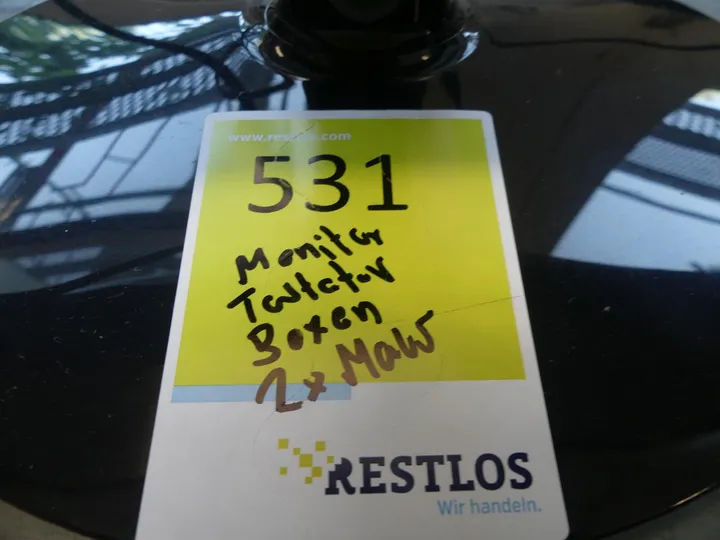 www.restlos.com
531
Monitor
Tastatur
Boxen
2x Maus
RESTLOS
Wir handeln.